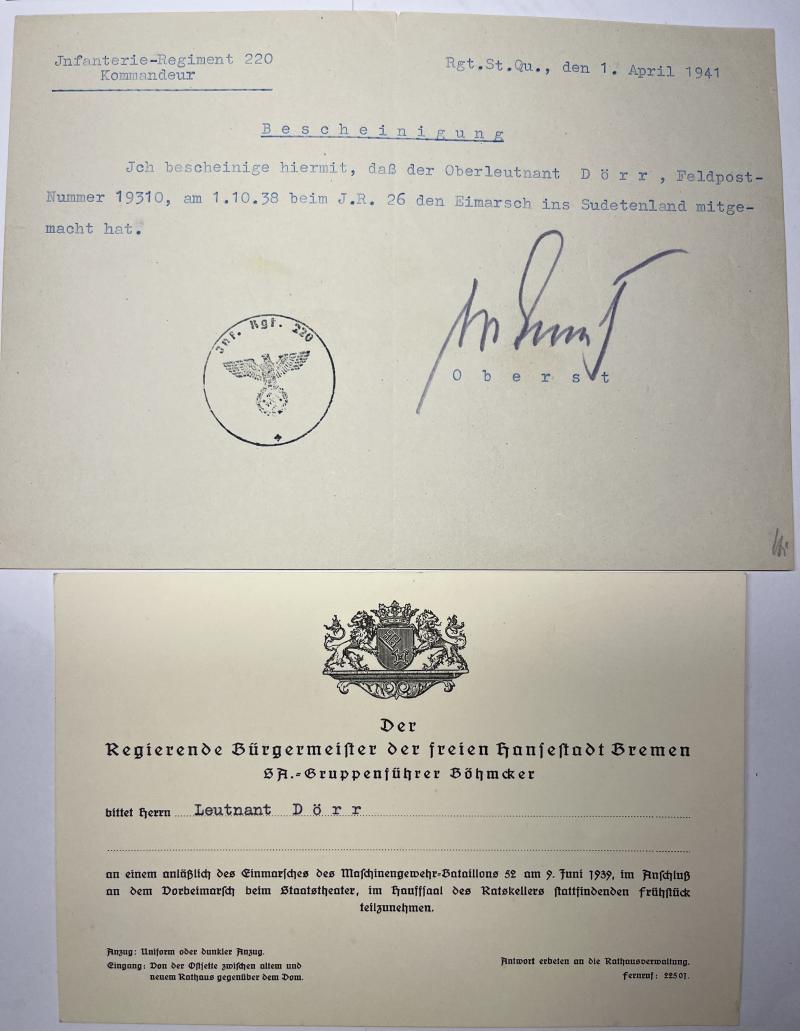 Jnfanterie-Regiment 220
Kommandeur
Rgt.St.Qu., den 1. April 1941
Bescheinigung
Jch bescheinige hiermit, daß der Oberleutnant Dörr, Feldpost-
Nummer 19310, am 1.10.38 beim J.R. 26 den Eimarsch ins Sudetenland mitge-
macht hat.
Jnf. Rgt. 220
Oberst
Der
Regierende Bürgermeister der freien Hansestadt Bremen
SA.-Gruppenführer Böhmcker
bittet Herrn Leutnant Dörr
an einem anläßlich des Einmarsches des Maschinengewehr-Bataillons 52 am 9. Juni 1939, im Anschluß
an dem Vorbeimarsch beim Staatstheater, im Hauffsaal des Ratskellers stattfindenden Frühstück
teilzunehmen.
Anzug: Uniform oder dunkler Anzug.
Eingang: Von der Ostseite zwischen altem und
neuem Rathaus gegenüber dem Dom.
Antwort erbeten an die Rathausverwaltung.
Fernruf: 22507.